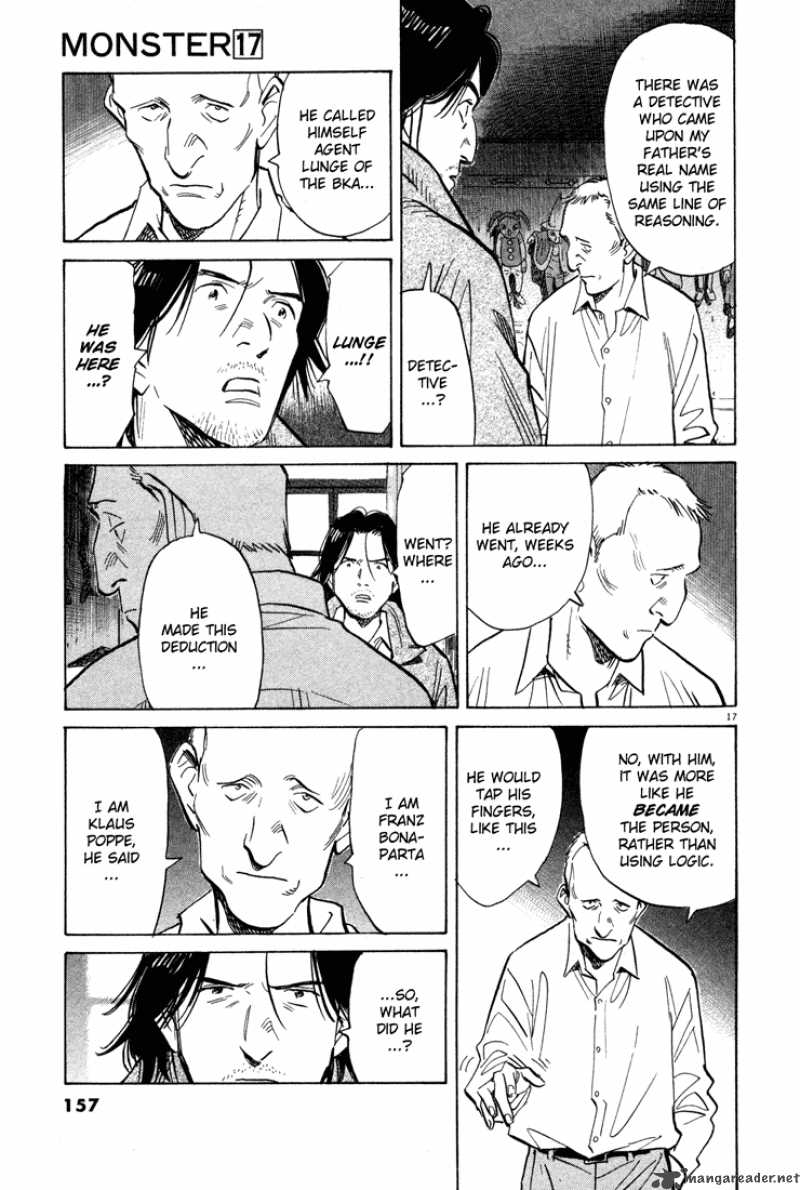 MONSTER 17
THERE WAS
A DETECTIVE
WHO CAME
UPON MY
FATHER'S
REAL NAME
USING THE
SAME LINE OF
REASONING.
DETEC-
TIVE
...?
HE CALLED
HIMSELF
AGENT
LUNGE OF
THE BKA...
LUNGE
...!!
HE
WAS
HERE
...?
HE ALREADY
WENT, WEEKS
AGO...
WENT?
WHERE
...
HE
MADE THIS
DEDUCTION
...
17
NO, WITH HIM,
IT WAS MORE
LIKE HE
BECAME
THE PERSON,
RATHER THAN
USING LOGIC.
HE WOULD
TAP HIS
FINGERS,
LIKE THIS
...
I AM
FRANZ
BONA-
PARTA
I AM
KLAUS
POPPE,
HE SAID
...
...SO,
WHAT
DID HE
...?
157
mangareader.net